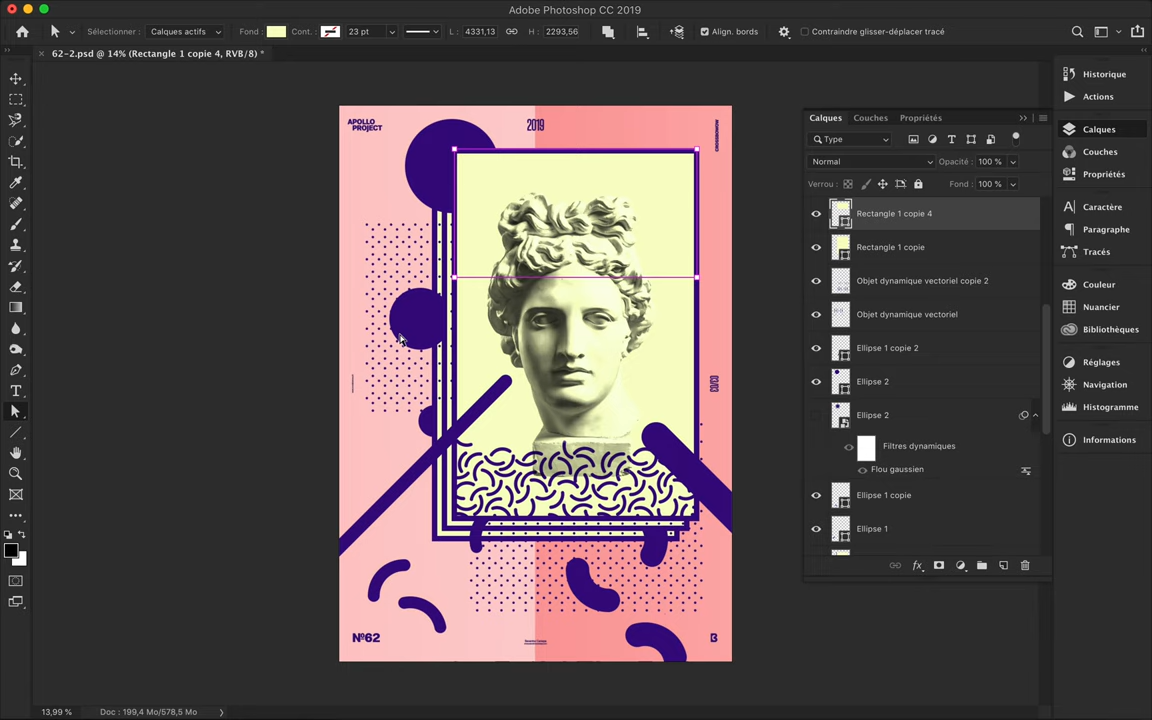 Adobe Photoshop CC 2019
Sélectionner : Calques actifs Fond : Cont. : 23 pt L : 4331,13 H : 2293,56 Align. bords Contraindre glisser-déplacer tracé
62-2.psd @ 14% (Rectangle 1 copie 4, RVB/8) *
APOLLO
PROJECT
2019
Nº62
Calques Couches Propriétés
Type
Normal Opacité : 100 %
Verrou : Fond : 100 %
Rectangle 1 copie 4
Rectangle 1 copie
Objet dynamique vectoriel copie 2
Objet dynamique vectoriel
Ellipse 1 copie 2
Ellipse 2
Ellipse 2
Filtres dynamiques
Flou gaussien
Ellipse 1 copie
Ellipse 1
fx
Historique
Actions
Calques
Couches
Propriétés
Caractère
Paragraphe
Tracés
Couleur
Nuancier
Bibliothèques
Réglages
Navigation
Histogramme
Informations
13,99 % Doc : 199,4 Mo/578,5 Mo